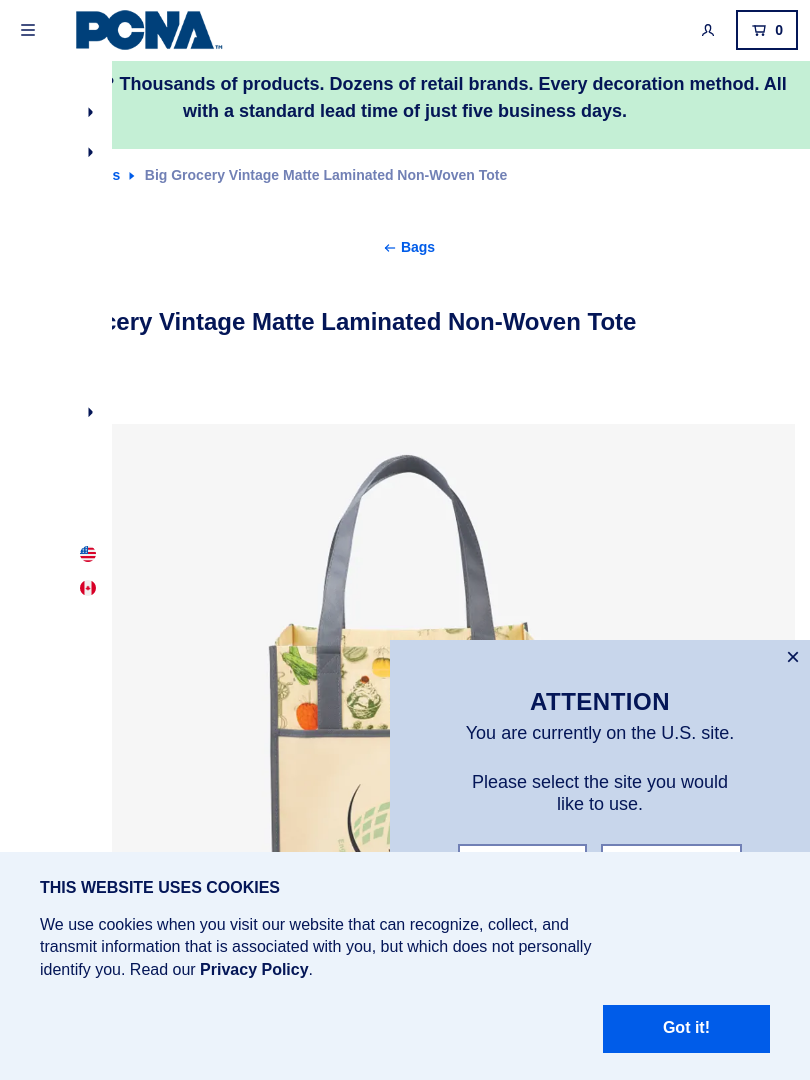 PCNA™
0
? Thousands of products. Dozens of retail brands. Every decoration method. All
with a standard lead time of just five business days.
s Big Grocery Vintage Matte Laminated Non-Woven Tote
Bags
cery Vintage Matte Laminated Non-Woven Tote
ATTENTION
You are currently on the U.S. site.
Please select the site you would
like to use.
THIS WEBSITE USES COOKIES
We use cookies when you visit our website that can recognize, collect, and
transmit information that is associated with you, but which does not personally
identify you. Read our Privacy Policy.
Got it!